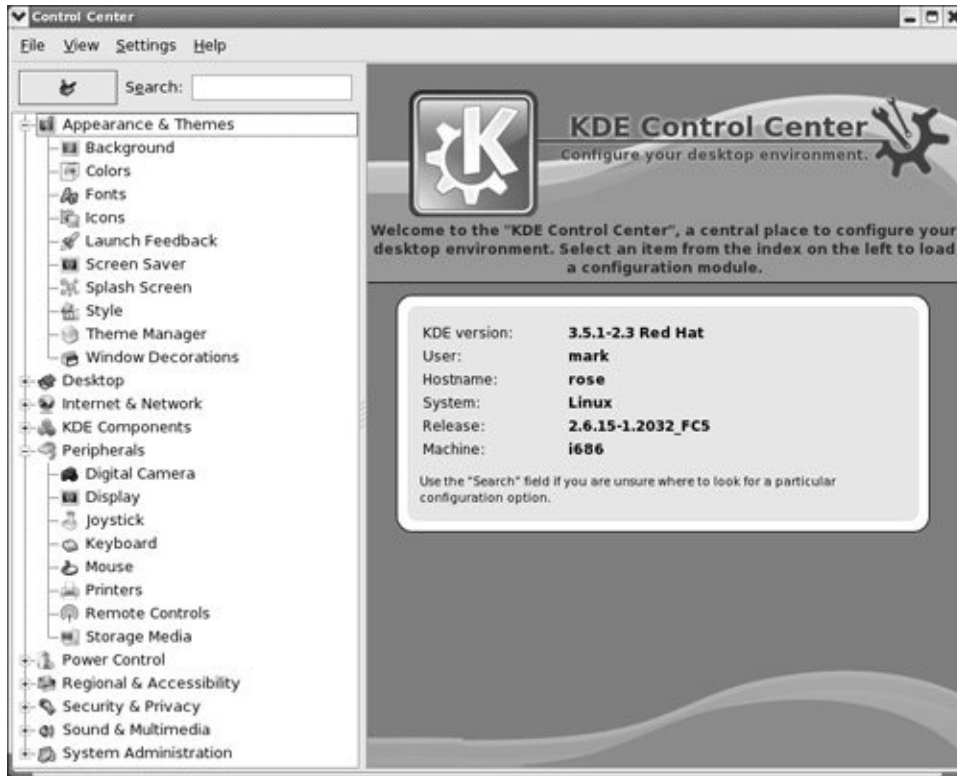 Control Center
File View Settings Help
Search:
Appearance & Themes
Background
Colors
Fonts
Icons
Launch Feedback
Screen Saver
Splash Screen
Style
Theme Manager
Window Decorations
Desktop
Internet & Network
KDE Components
Peripherals
Digital Camera
Display
Joystick
Keyboard
Mouse
Printers
Remote Controls
Storage Media
Power Control
Regional & Accessibility
Security & Privacy
Sound & Multimedia
System Administration
K
KDE Control Center
Configure your desktop environment.
Welcome to the "KDE Control Center", a central place to configure your
desktop environment. Select an item from the index on the left to load
a configuration module.
KDE version: 3.5.1-2.3 Red Hat
User: mark
Hostname: rose
System: Linux
Release: 2.6.15-1.2032_FC5
Machine: i686
Use the "Search" field if you are unsure where to look for a particular
configuration option.